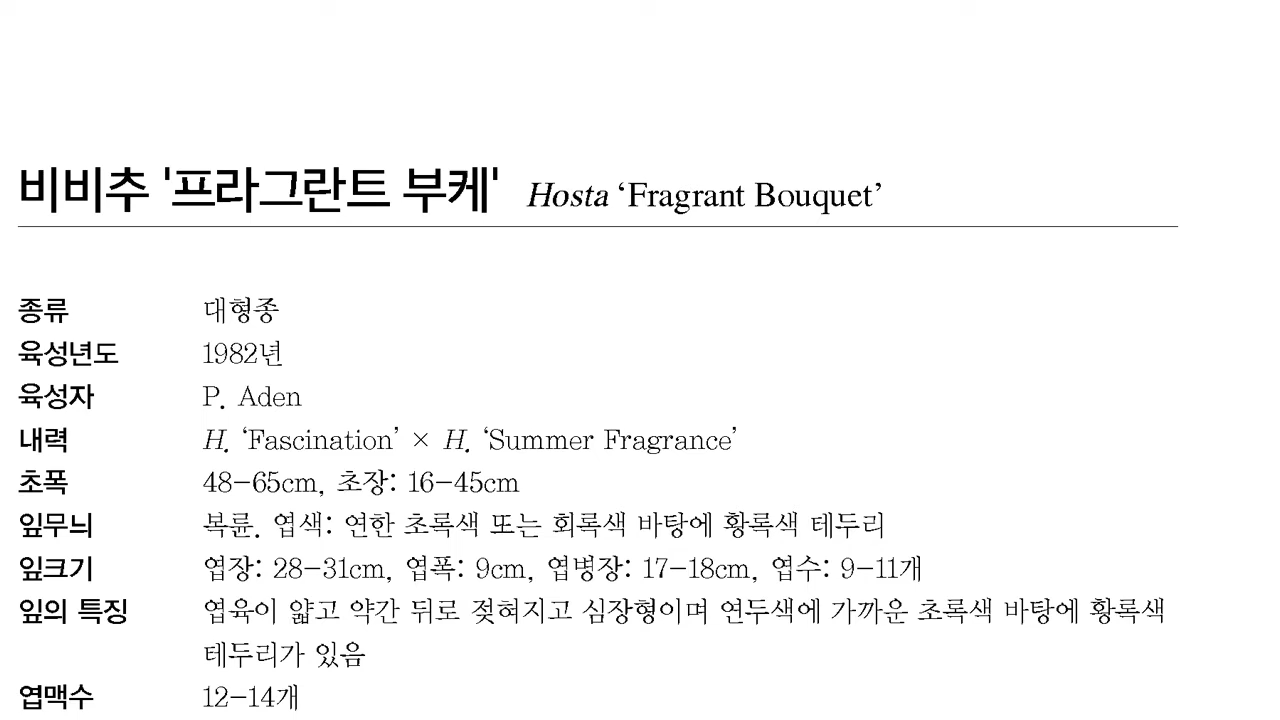 비비추 '프라그란트 부케' Hosta ‘Fragrant Bouquet’
종류 대형종
육성년도 1982년
육성자 P. Aden
내력 H. ‘Fascination’ × H. ‘Summer Fragrance’
초폭 48-65cm, 초장: 16-45cm
잎무늬 복륜. 엽색: 연한 초록색 또는 회록색 바탕에 황록색 테두리
잎크기 엽장: 28-31cm, 엽폭: 9cm, 엽병장: 17-18cm, 엽수: 9-11개
잎의 특징 엽육이 얇고 약간 뒤로 젖혀지고 심장형이며 연두색에 가까운 초록색 바탕에 황록색
테두리가 있음
엽맥수 12-14개